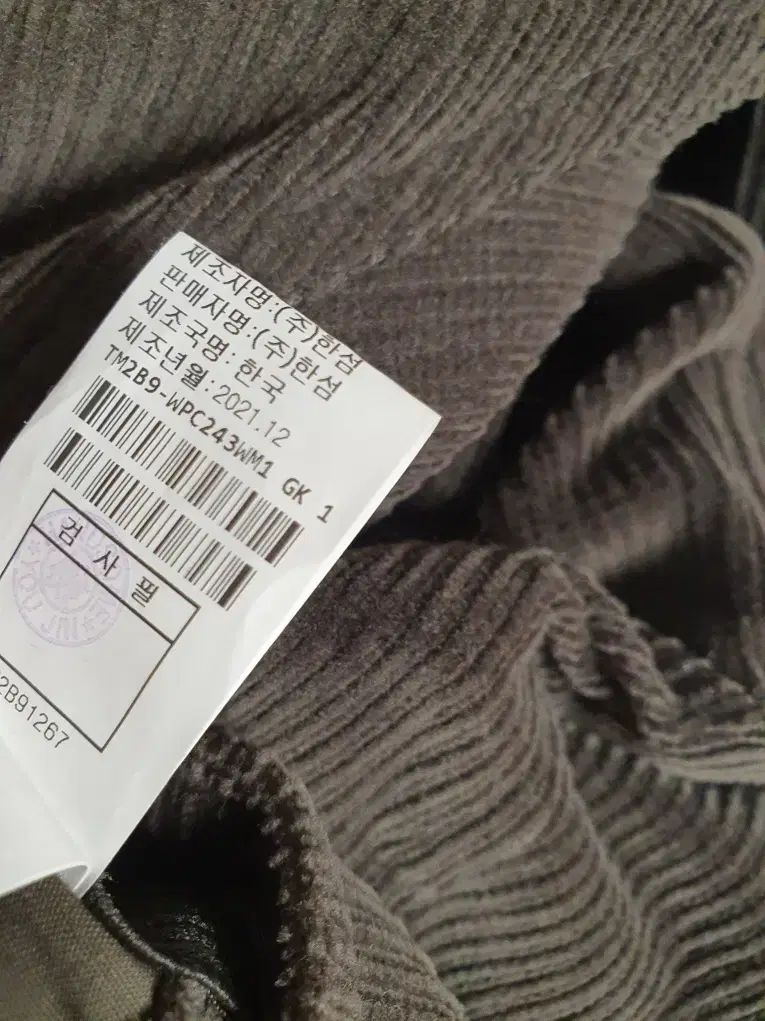 제조자명:(주)한섬
판매자명:(주)한섬
제조국명: 한국
제조년월:2021.12
TM2B9-WPC243WM1 GK 1
검사필
2B91267